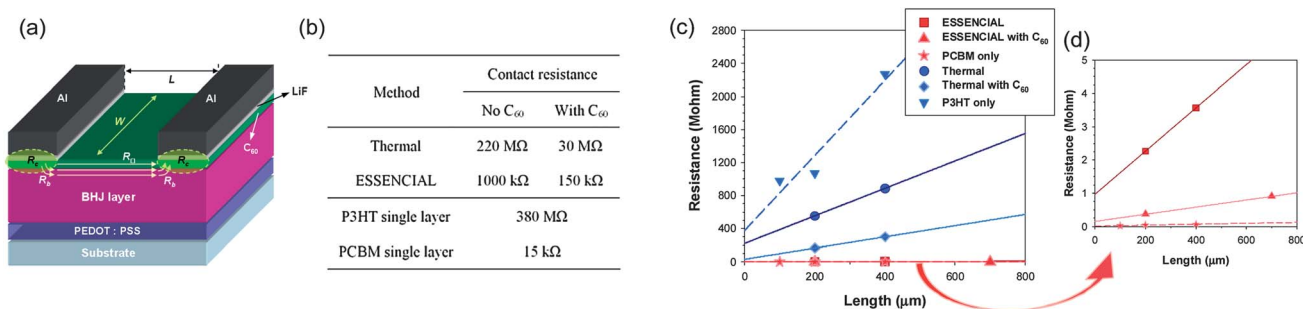 (a)
L
Al
Al
LiF
W
C60
Rc
RΩ
Rc
Rb
Rb
BHJ layer
PEDOT : PSS
Substrate
(b)
Method
Contact resistance
No C60
With C60
Thermal
220 MΩ
30 MΩ
ESSENCIAL
1000 kΩ
150 kΩ
P3HT single layer
380 MΩ
PCBM single layer
15 kΩ
(c)
Resistance (Mohm)
2800
2400
2000
1600
1200
800
400
0
0
200
400
600
800
Length (μm)
ESSENCIAL
ESSENCIAL with C60
PCBM only
Thermal
Thermal with C60
P3HT only
(d)
Resistance (Mohm)
5
4
3
2
1
0
0
200
400
600
800
Length (μm)